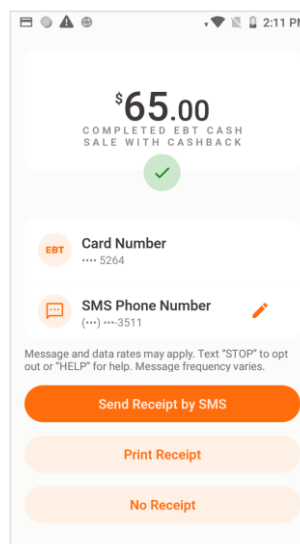 2:11 PM
$65.00
COMPLETED EBT CASH
SALE WITH CASHBACK
EBT
Card Number
•••• 5264
SMS Phone Number
(•••) •••-3511
Message and data rates may apply. Text “STOP” to opt
out or “HELP” for help. Message frequency varies.
Send Receipt by SMS
Print Receipt
No Receipt